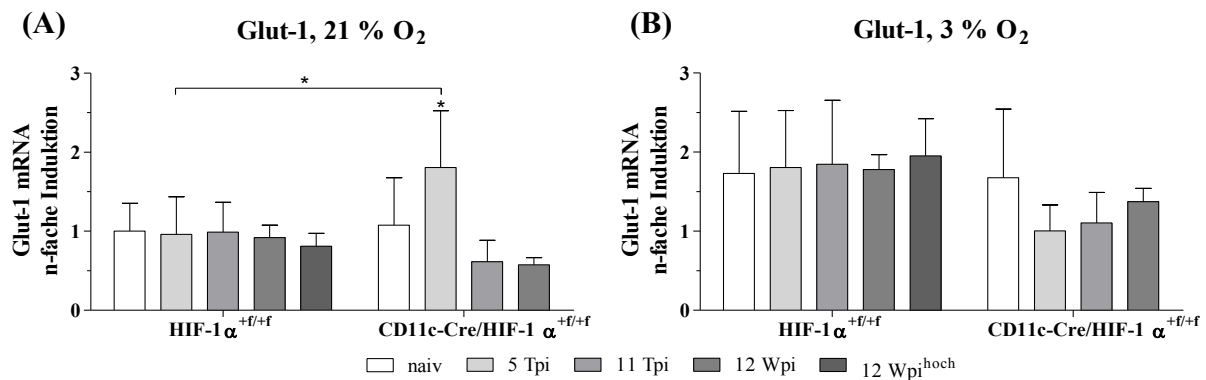 (A) Glut-1, 21 % O₂
Glut-1 mRNA
n-fache Induktion
3
2
1
0
*
*
HIF-1α⁺ᶠ/⁺ᶠ
CD11c-Cre/HIF-1 α⁺ᶠ/⁺ᶠ
(B) Glut-1, 3 % O₂
Glut-1 mRNA
n-fache Induktion
3
2
1
0
HIF-1α⁺ᶠ/⁺ᶠ
CD11c-Cre/HIF-1 α⁺ᶠ/⁺ᶠ
naiv 5 Tpi 11 Tpi 12 Wpi 12 Wpiʰᵒᶜʰ